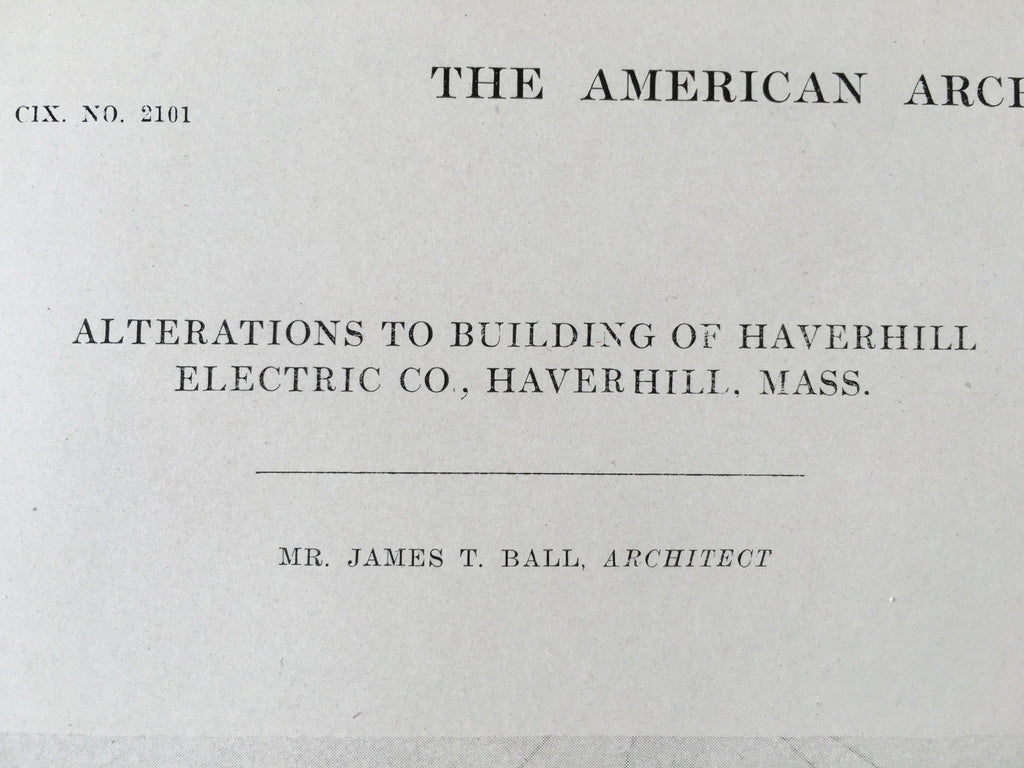 THE AMERICAN ARCH
CIX. NO. 2101
ALTERATIONS TO BUILDING OF HAVERHILL
ELECTRIC CO., HAVERHILL, MASS.
MR. JAMES T. BALL, ARCHITECT